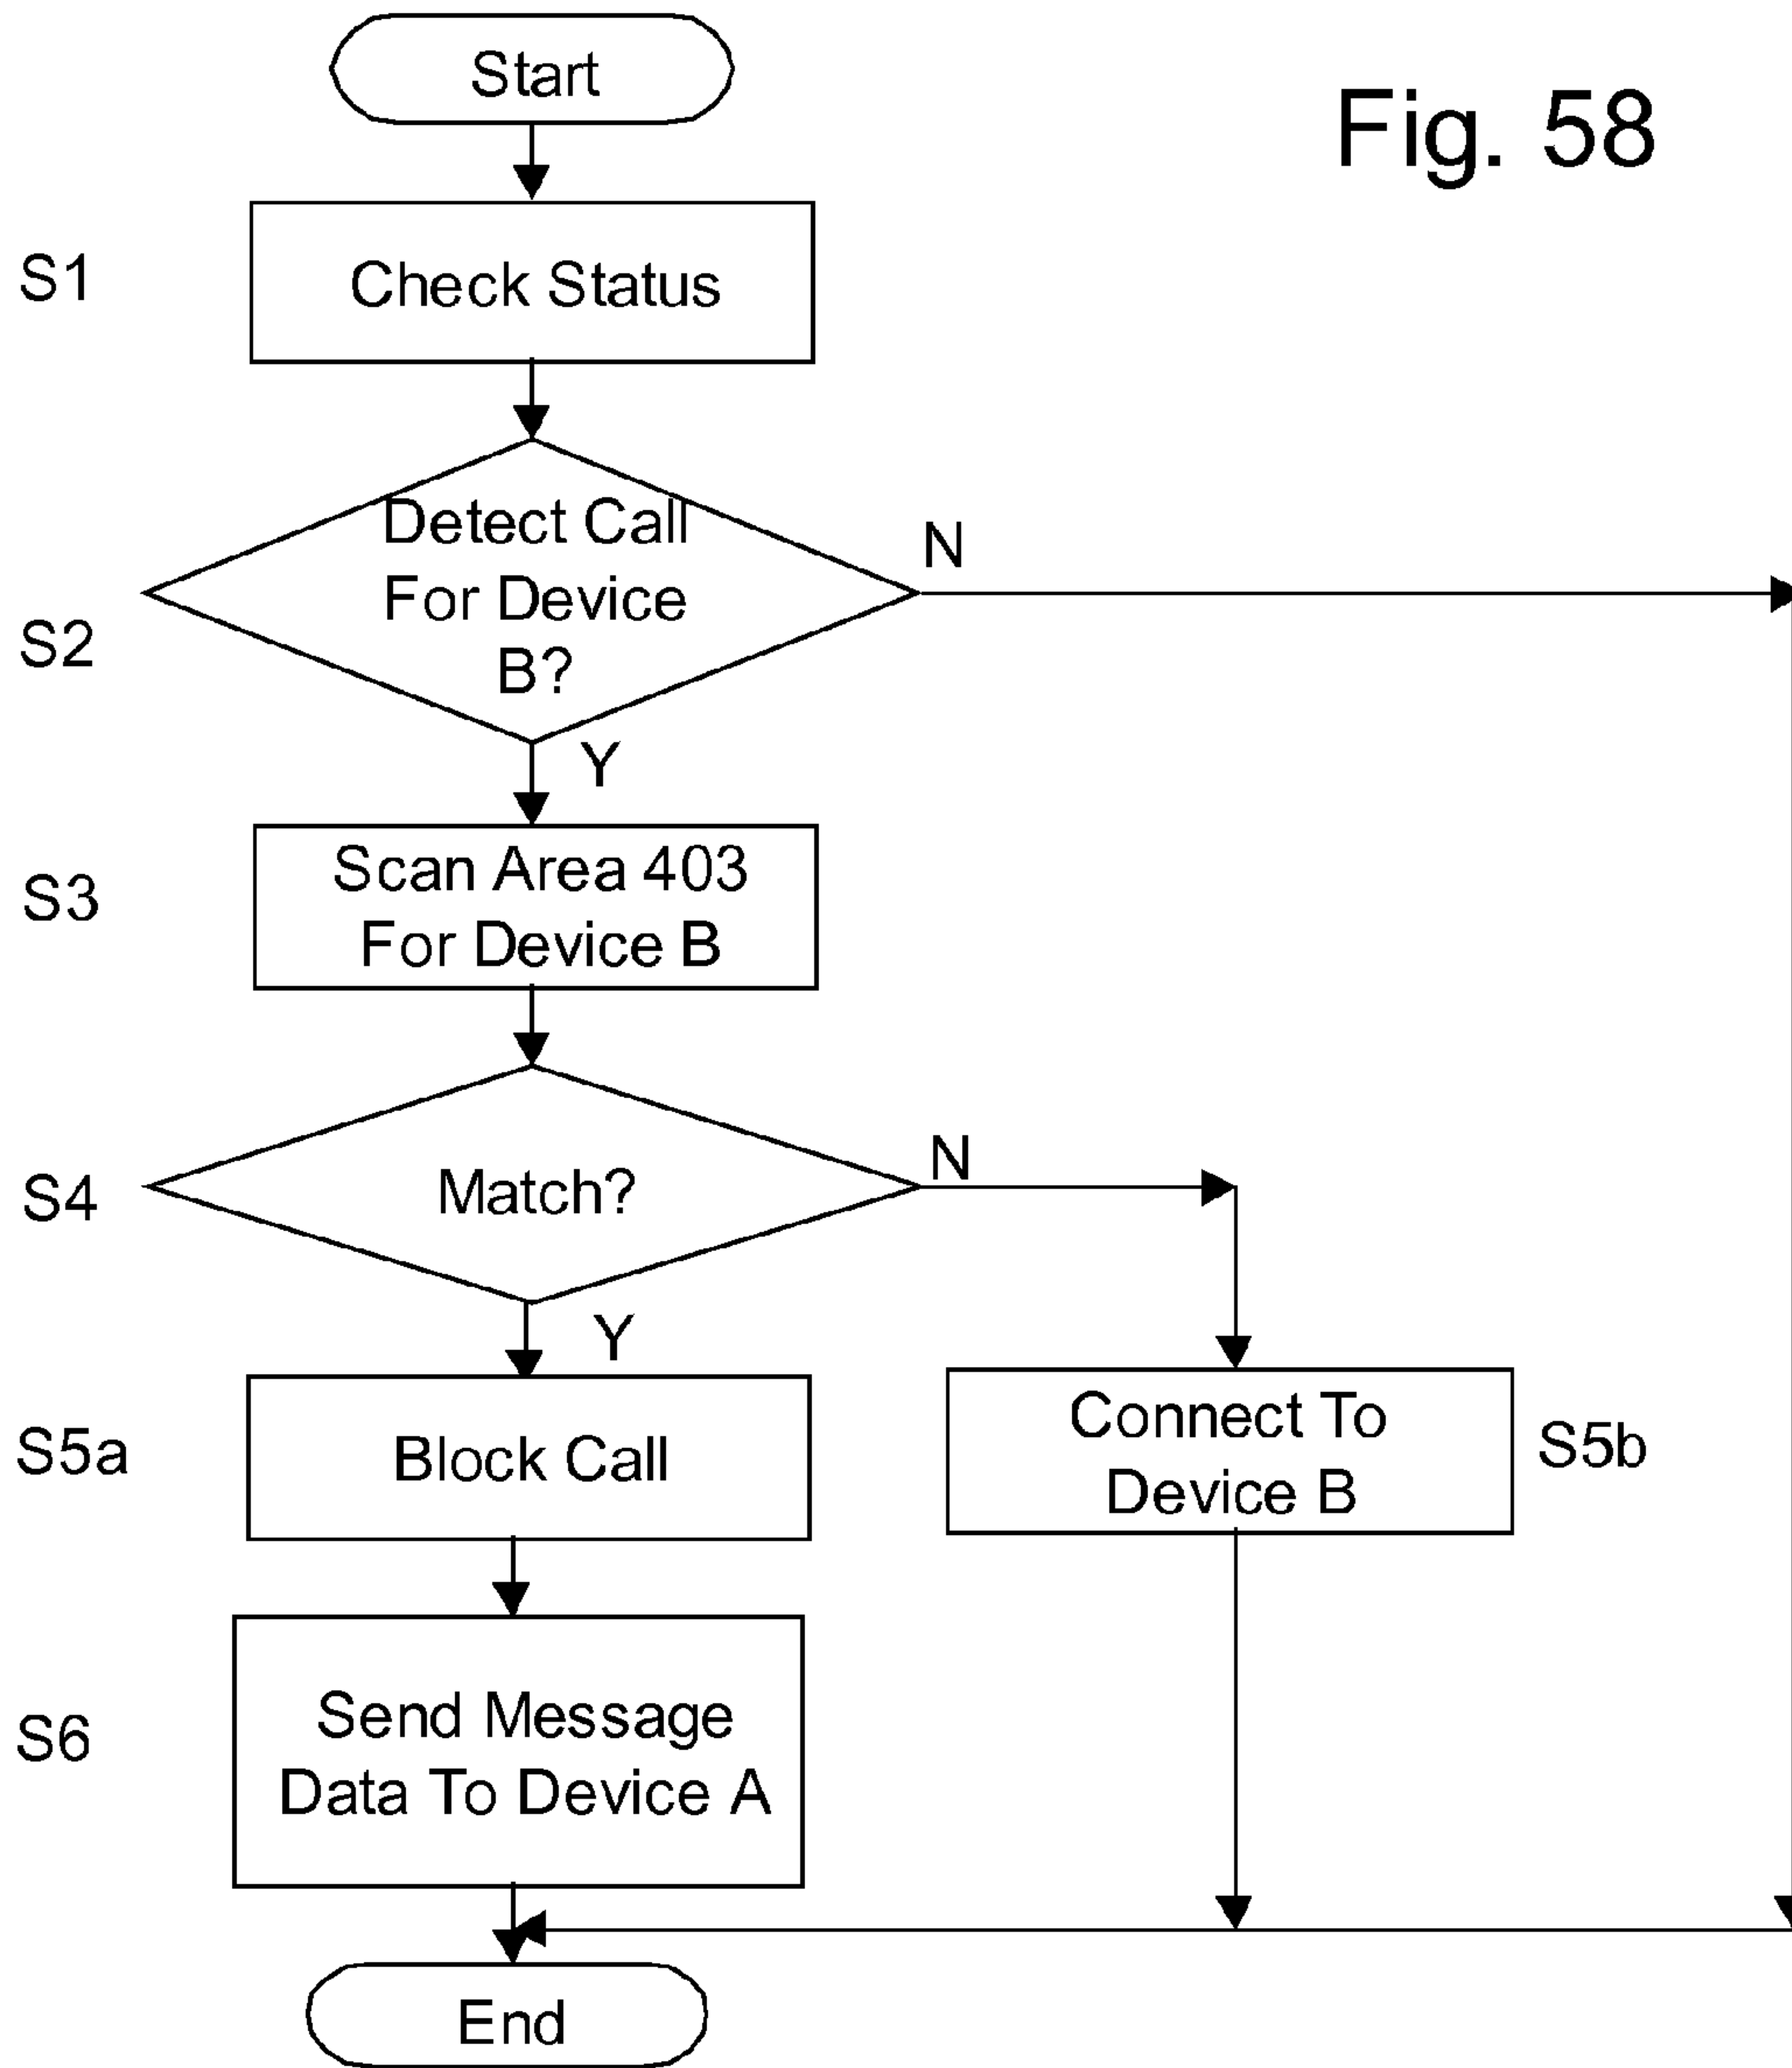 Start
Fig. 58
S1
Check Status
Detect Call
For Device
B?
N
S2
Y
S3
Scan Area 403
For Device B
S4
Match?
N
Y
S5a
Block Call
Connect To
Device B
S5b
S6
Send Message
Data To Device A
End